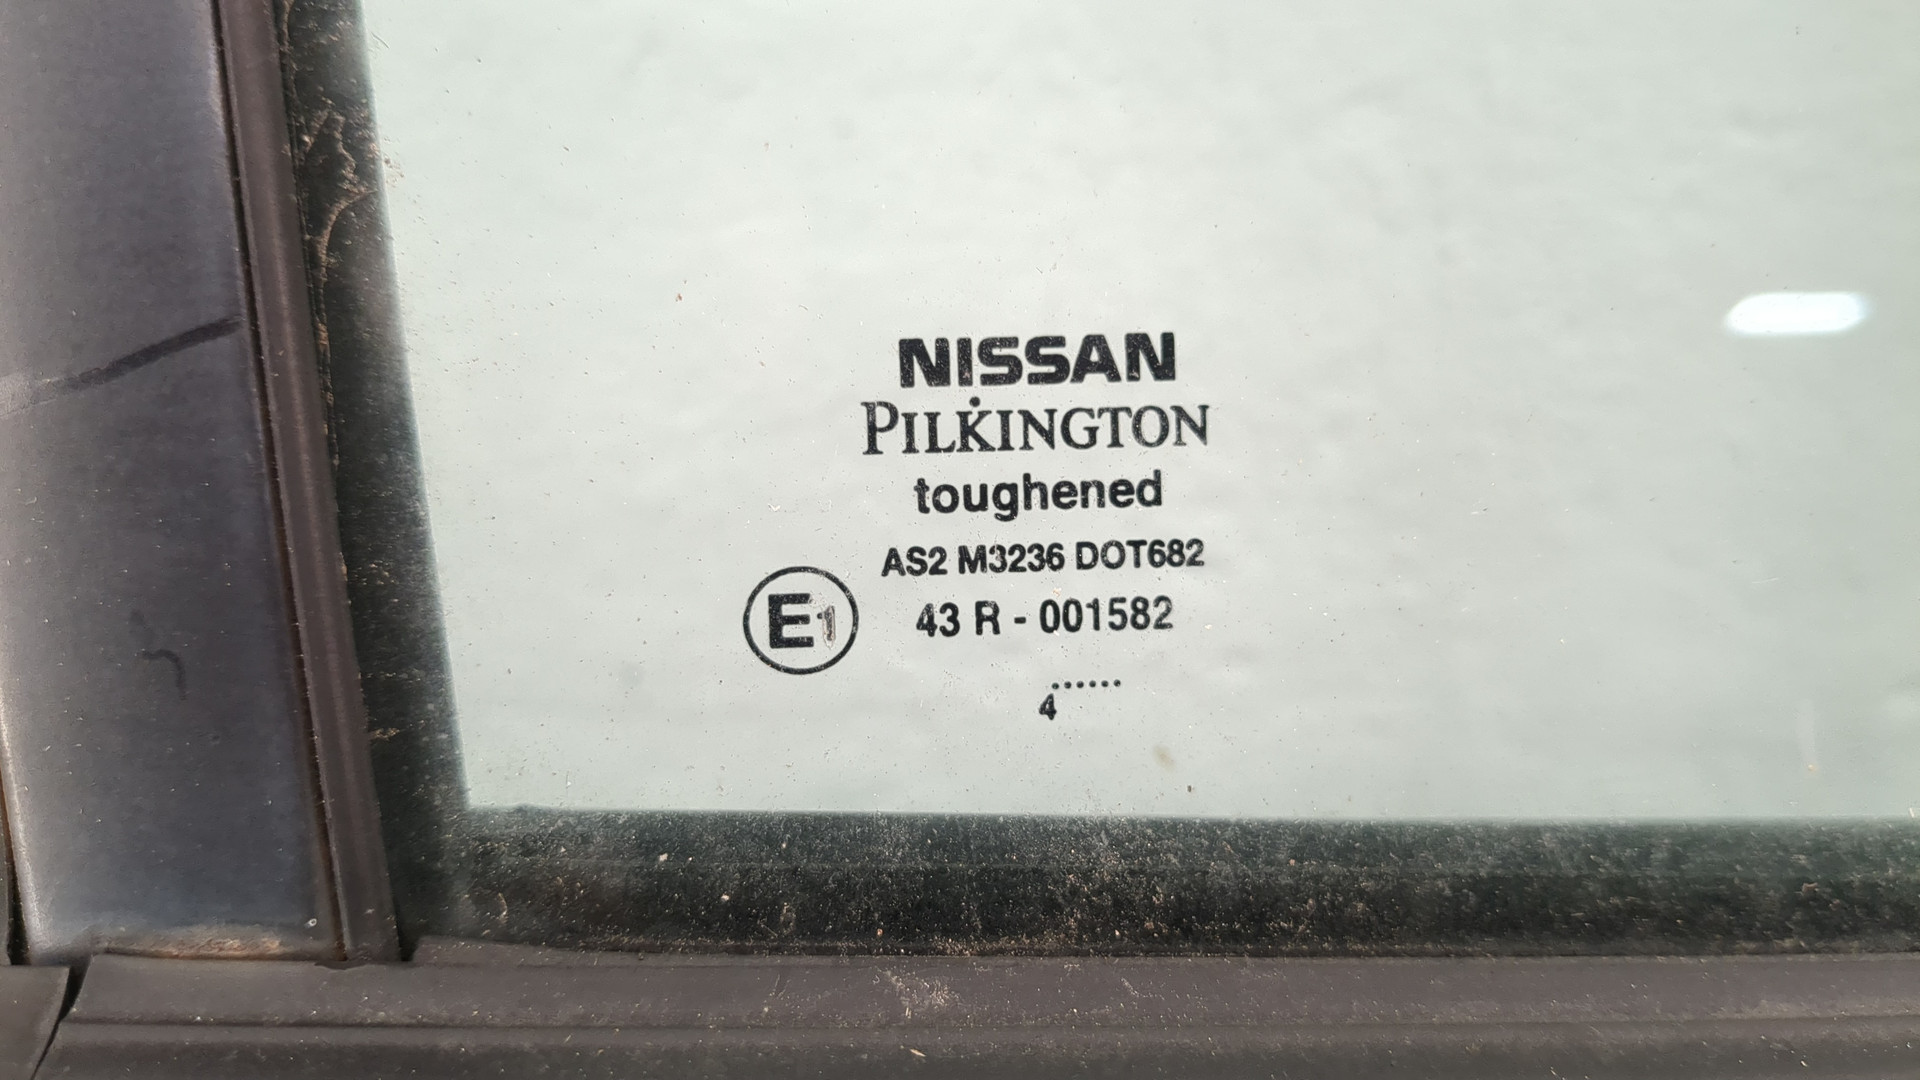 NISSAN
PILKINGTON
toughened
AS2 M3236 DOT682
E1 43 R - 001582
......
4